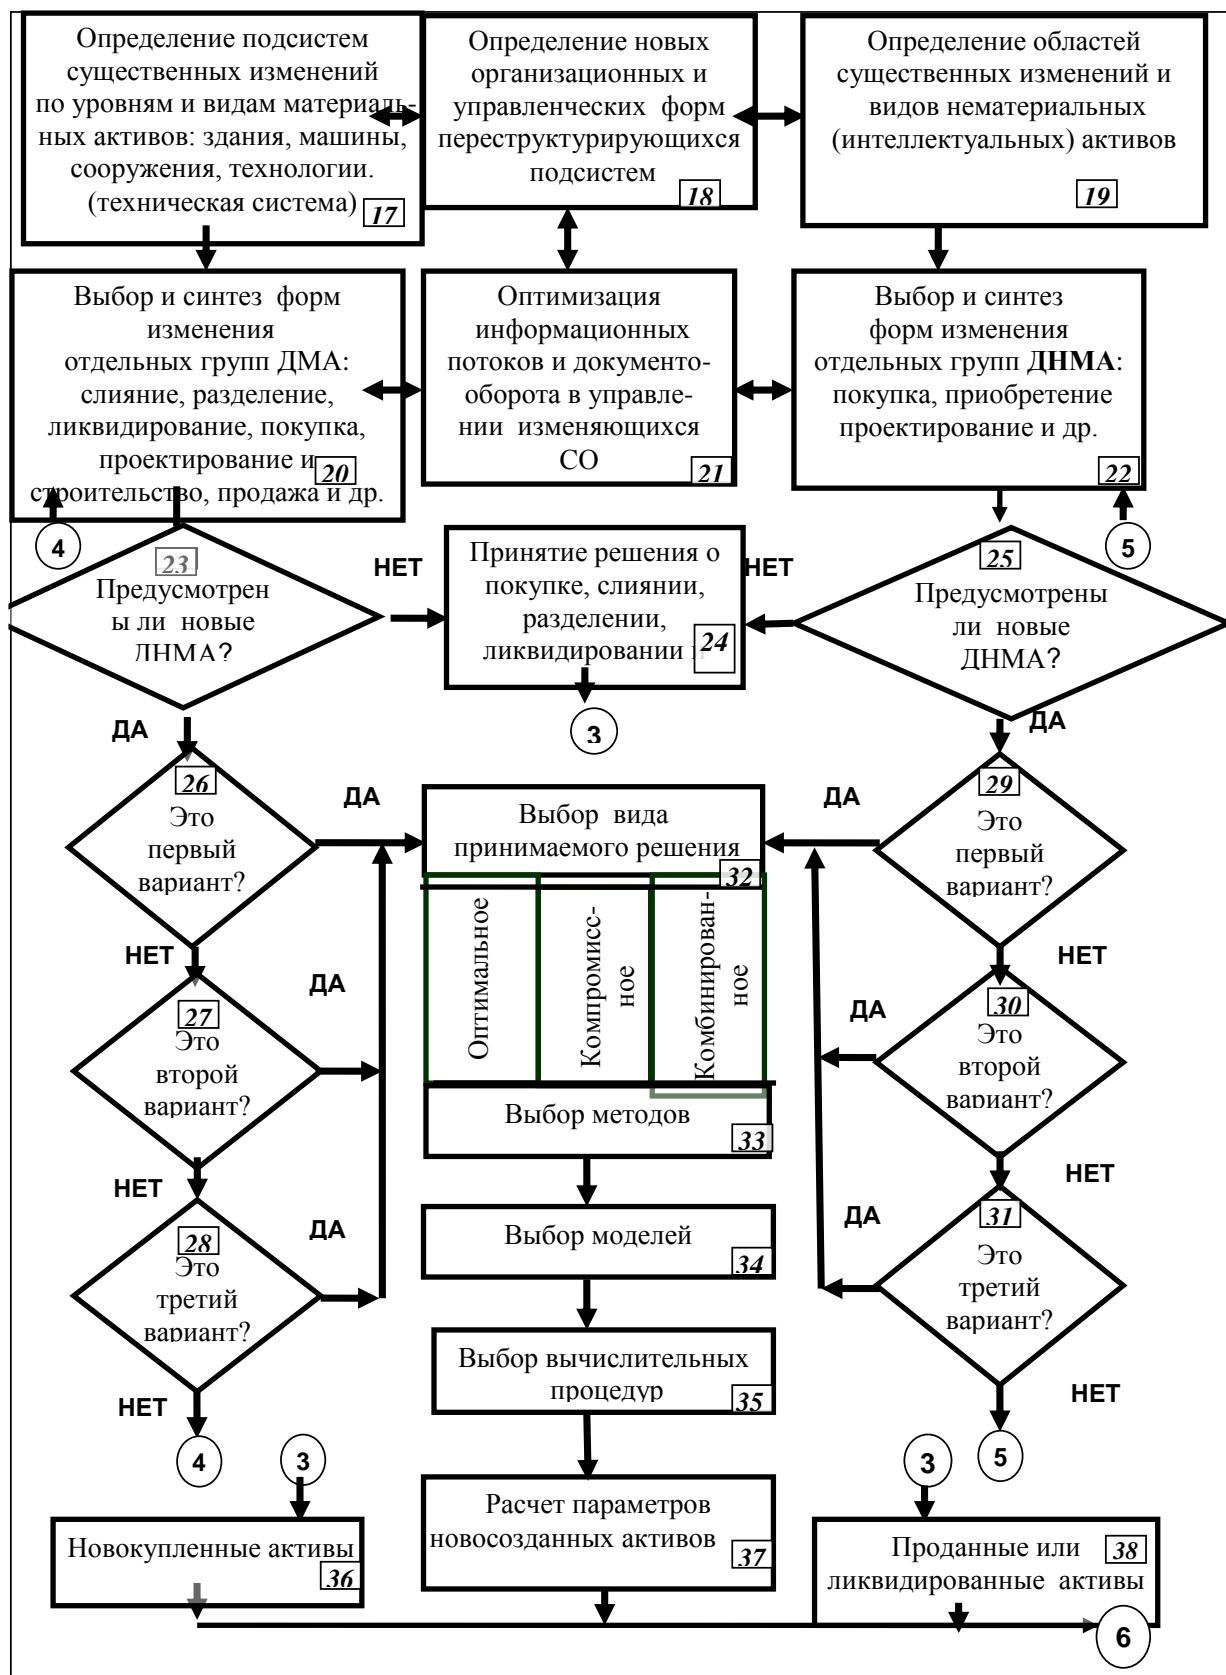 Определение подсистем
существенных изменений
по уровням и видам материаль-
ных активов: здания, машины,
сооружения, технологии.
(техническая система)
17
Определение новых
организационных и
управленческих форм
переструктурирующихся
подсистем
18
Определение областей
существенных изменений и
видов нематериальных
(интеллектуальных) активов
19
Выбор и синтез форм
изменения
отдельных групп ДМА:
слияние, разделение,
ликвидирование, покупка,
проектирование и
строительство, продажа и др.
20
Оптимизация
информационных
потоков и документо-
оборота в управле-
нии изменяющихся
СО
21
Выбор и синтез
форм изменения
отдельных групп ДНМА:
покупка, приобретение
проектирование и др.
22
4
5
23
Предусмотрен
ы ли новые
ДНМА?
НЕТ
Принятие решения о
покупке, слиянии,
разделении,
ликвидировании
24
НЕТ
25
Предусмотрены
ли новые
ДНМА?
3
ДА
ДА
26
Это
первый
вариант?
ДА
Выбор вида
принимаемого решения
32
ДА
29
Это
первый
вариант?
Оптимальное
Компромисс-
ное
Комбинирован-
ное
НЕТ
НЕТ
27
Это
второй
вариант?
ДА
ДА
30
Это
второй
вариант?
Выбор методов
33
НЕТ
НЕТ
28
Это
третий
вариант?
ДА
Выбор моделей
34
ДА
31
Это
третий
вариант?
Выбор вычислительных
процедур
35
НЕТ
НЕТ
4
3
3
5
Новокупленные активы
36
Расчет параметров
новосозданных активов
37
Проданные или
ликвидированные активы
38
6